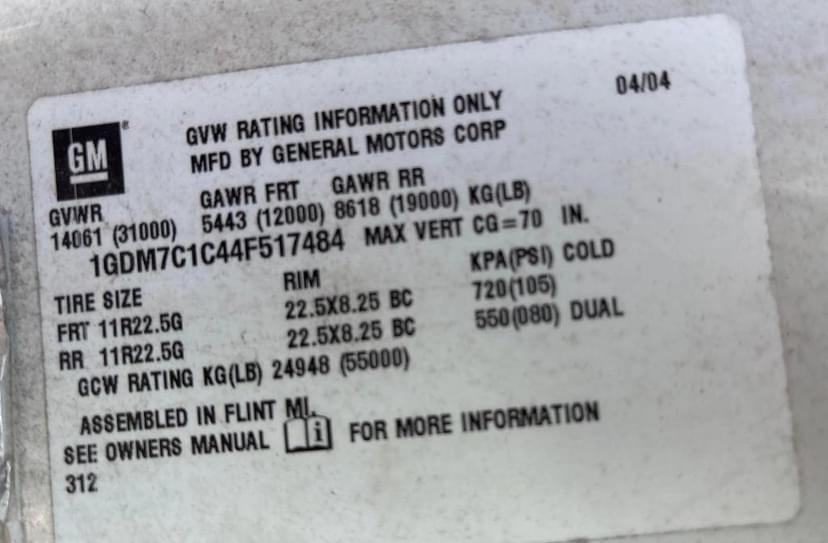 04/04
GM®
GVW RATING INFORMATION ONLY
MFD BY GENERAL MOTORS CORP
GVWR GAWR FRT GAWR RR
14061 (31000) 5443 (12000) 8618 (19000) KG(LB)
1GDM7C1C44F517484 MAX VERT CG=70 IN.
TIRE SIZE RIM KPA(PSI) COLD
FRT 11R22.5G 22.5X8.25 BC 720(105)
RR 11R22.5G 22.5X8.25 BC 550(080) DUAL
GCW RATING KG(LB) 24948 (55000)
ASSEMBLED IN FLINT MI.
SEE OWNERS MANUAL i FOR MORE INFORMATION
312